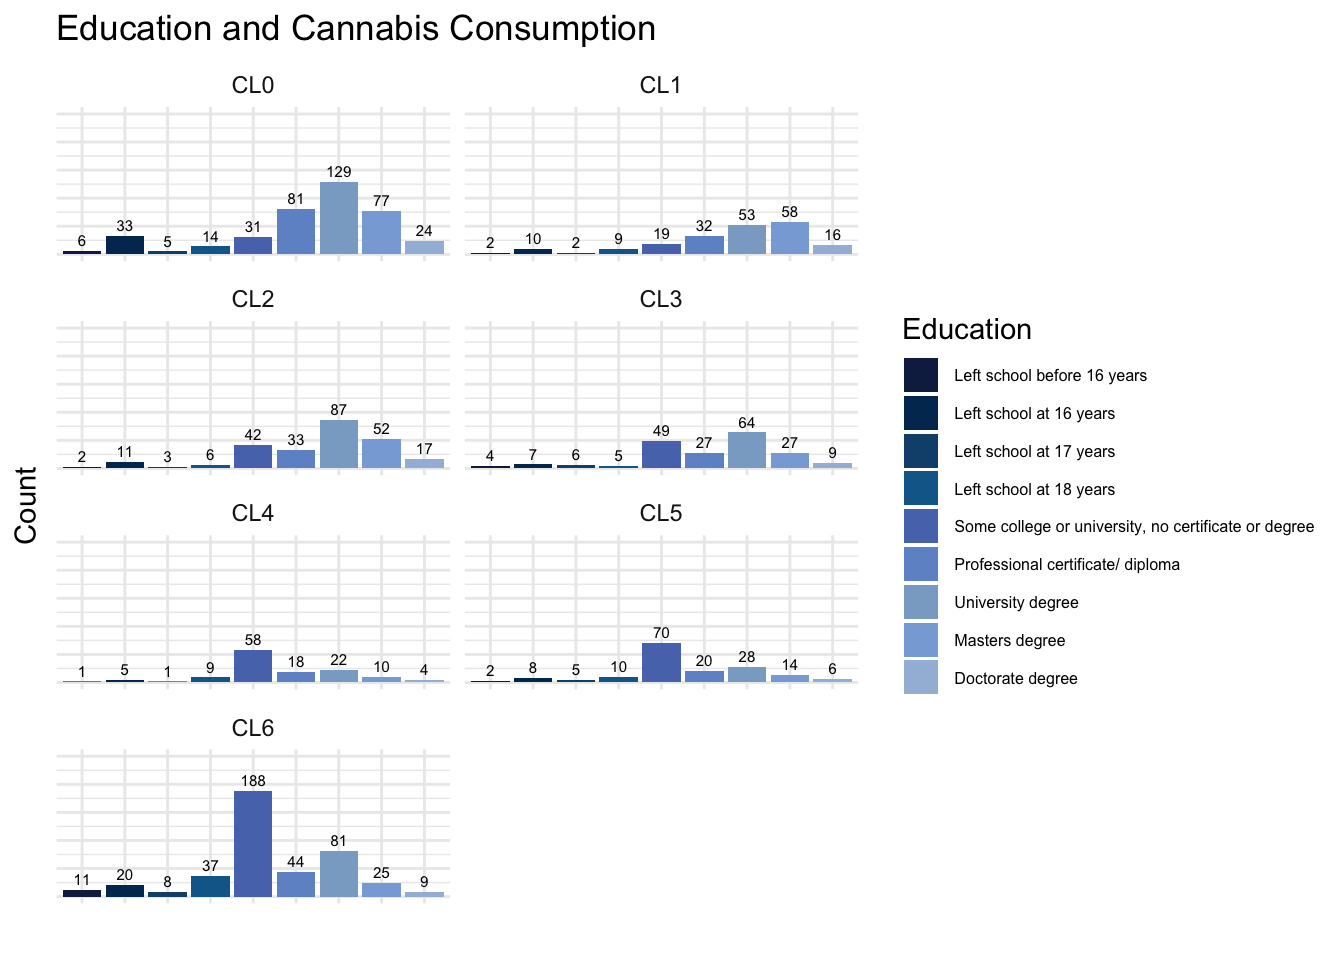 Education and Cannabis Consumption
CL0
6 33 5 14 31 81 129 77 24
CL1
2 10 2 9 19 32 53 58 16
CL2
2 11 3 6 42 33 87 52 17
CL3
4 7 6 5 49 27 64 27 9
CL4
1 5 1 9 58 18 22 10 4
CL5
2 8 5 10 70 20 28 14 6
CL6
11 20 8 37 188 44 81 25 9
Count
Education
Left school before 16 years
Left school at 16 years
Left school at 17 years
Left school at 18 years
Some college or university, no certificate or degree
Professional certificate/ diploma
University degree
Masters degree
Doctorate degree